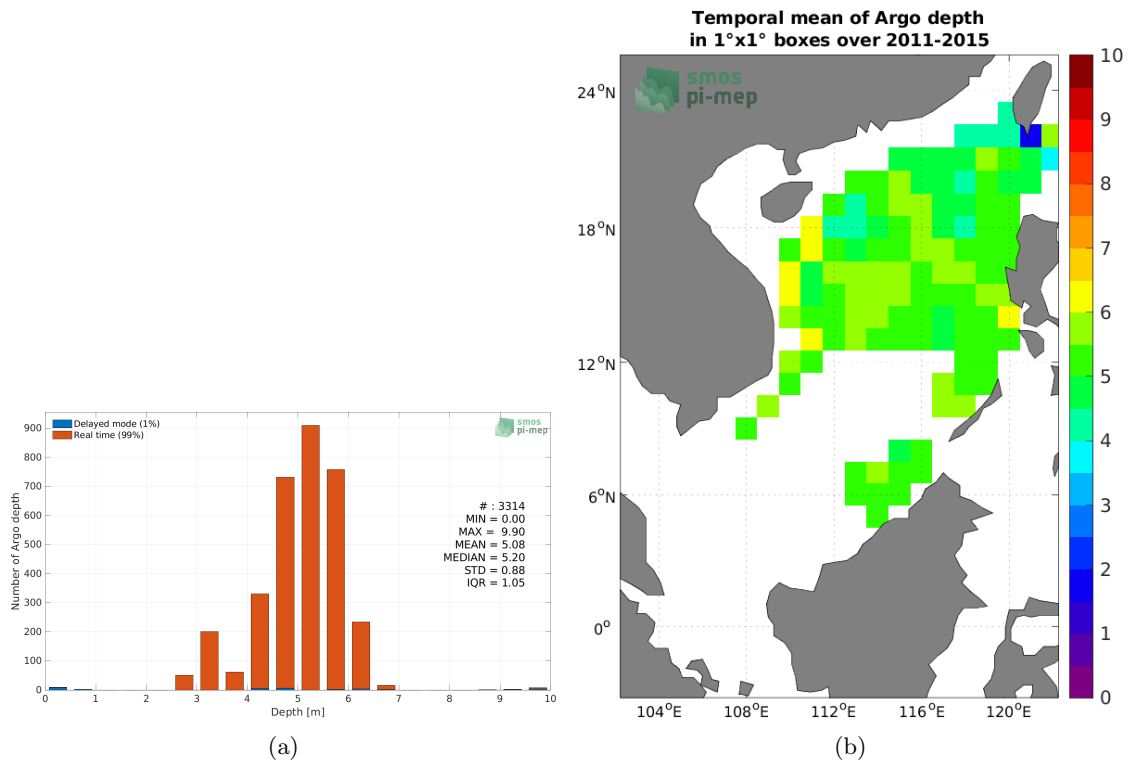 Delayed mode (1%)
Real time (99%)
smos
pi-mep
900
800
700
600
500
400
300
200
100
0
Number of Argo depth
# : 3314
MIN = 0.00
MAX = 9.90
MEAN = 5.08
MEDIAN = 5.20
STD = 0.88
IQR = 1.05
0 1 2 3 4 5 6 7 8 9 10
Depth [m]
(a)
Temporal mean of Argo depth
in 1°x1° boxes over 2011-2015
smos
pi-mep
24°N
18°N
12°N
6°N
0°
104°E 108°E 112°E 116°E 120°E
10
9
8
7
6
5
4
3
2
1
0
(b)